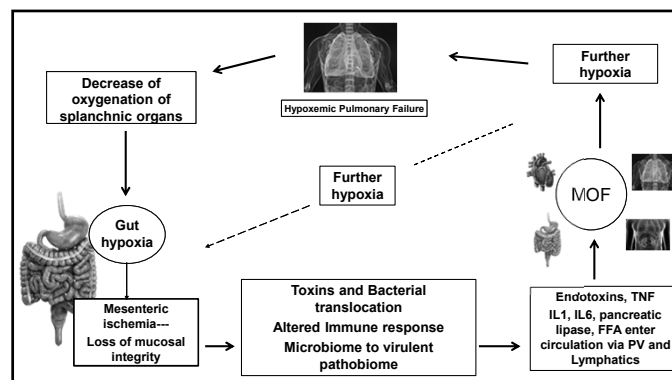 Hypoxemic Pulmonary Failure
Decrease of
oxygenation of
splanchnic organs
Gut
hypoxia
Mesenteric
ischemia---
Loss of mucosal
integrity
Toxins and Bacterial
translocation
Altered Immune response
Microbiome to virulent
pathobiome
Endotoxins, TNF
IL1, IL6, pancreatic
lipase, FFA enter
circulation via PV and
Lymphatics
MOF
Further
hypoxia
Further
hypoxia